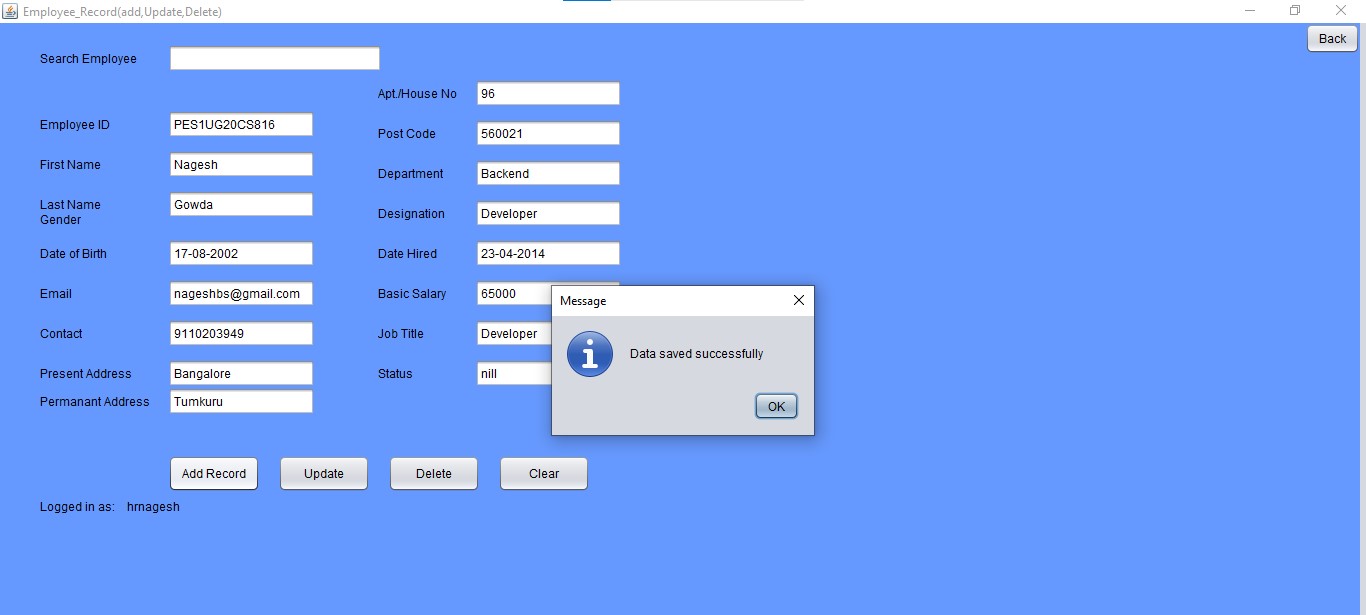 Employee_Record(add,Update,Delete)
Back
Search Employee
Apt./House No 96
Employee ID PES1UG20CS816
Post Code 560021
First Name Nagesh
Department Backend
Last Name Gowda
Gender
Designation Developer
Date of Birth 17-08-2002
Date Hired 23-04-2014
Email nageshbs@gmail.com
Basic Salary 65000
Contact 9110203949
Job Title Developer
Present Address Bangalore
Status nill
Permanant Address Tumkuru
Message
Data saved successfully
OK
Add Record Update Delete Clear
Logged in as: hrnagesh